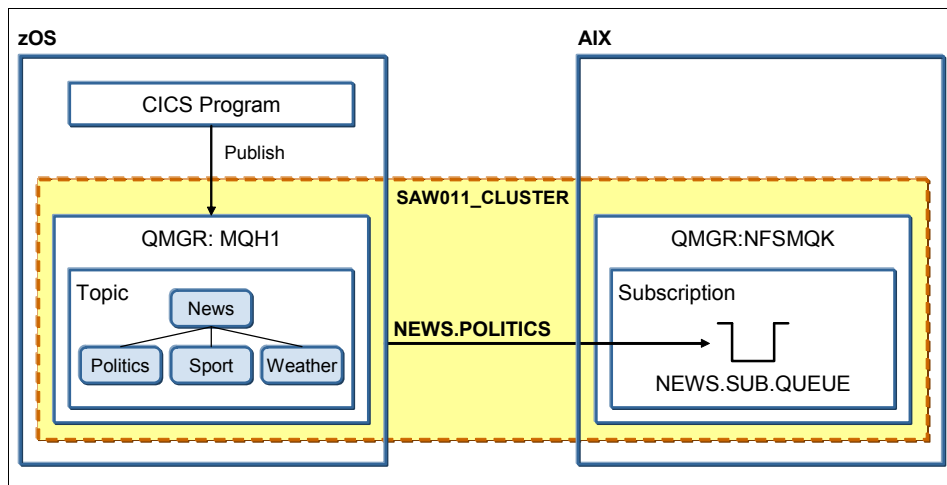 zOS
AIX
CICS Program
Publish
SAW011_CLUSTER
QMGR: MQH1
QMGR:NFSMQK
Topic
News
Politics
Sport
Weather
NEWS.POLITICS
Subscription
NEWS.SUB.QUEUE